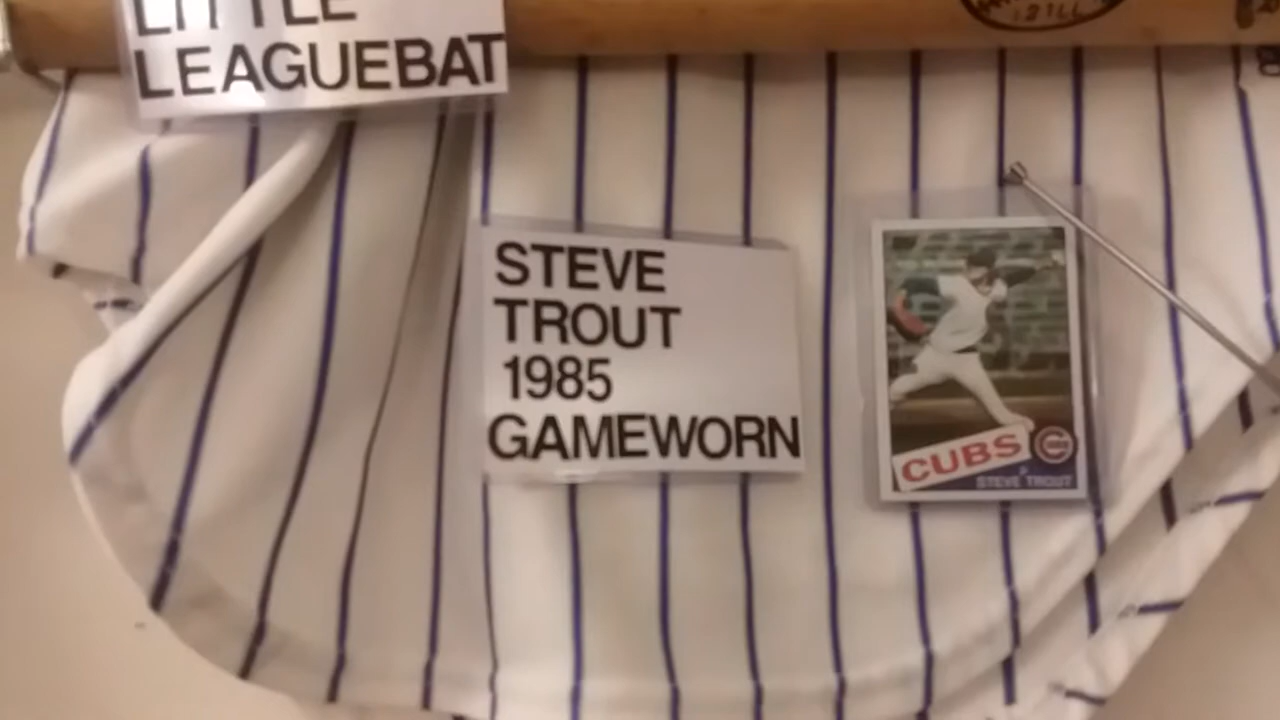 LITTLE
LEAGUEBAT
STEVE
TROUT
1985
GAMEWORN
CUBS
P
STEVE TROUT